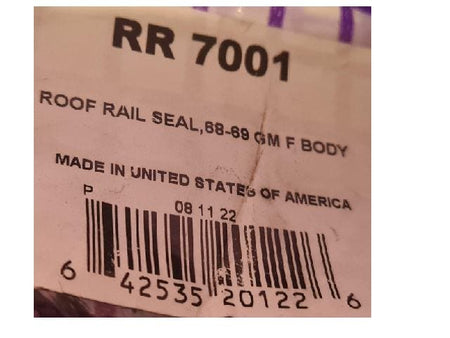 RR 7001
ROOF RAIL SEAL,68-69 GM F BODY
MADE IN UNITED STATES OF AMERICA
P
08 11 22
6 42535 20122 6